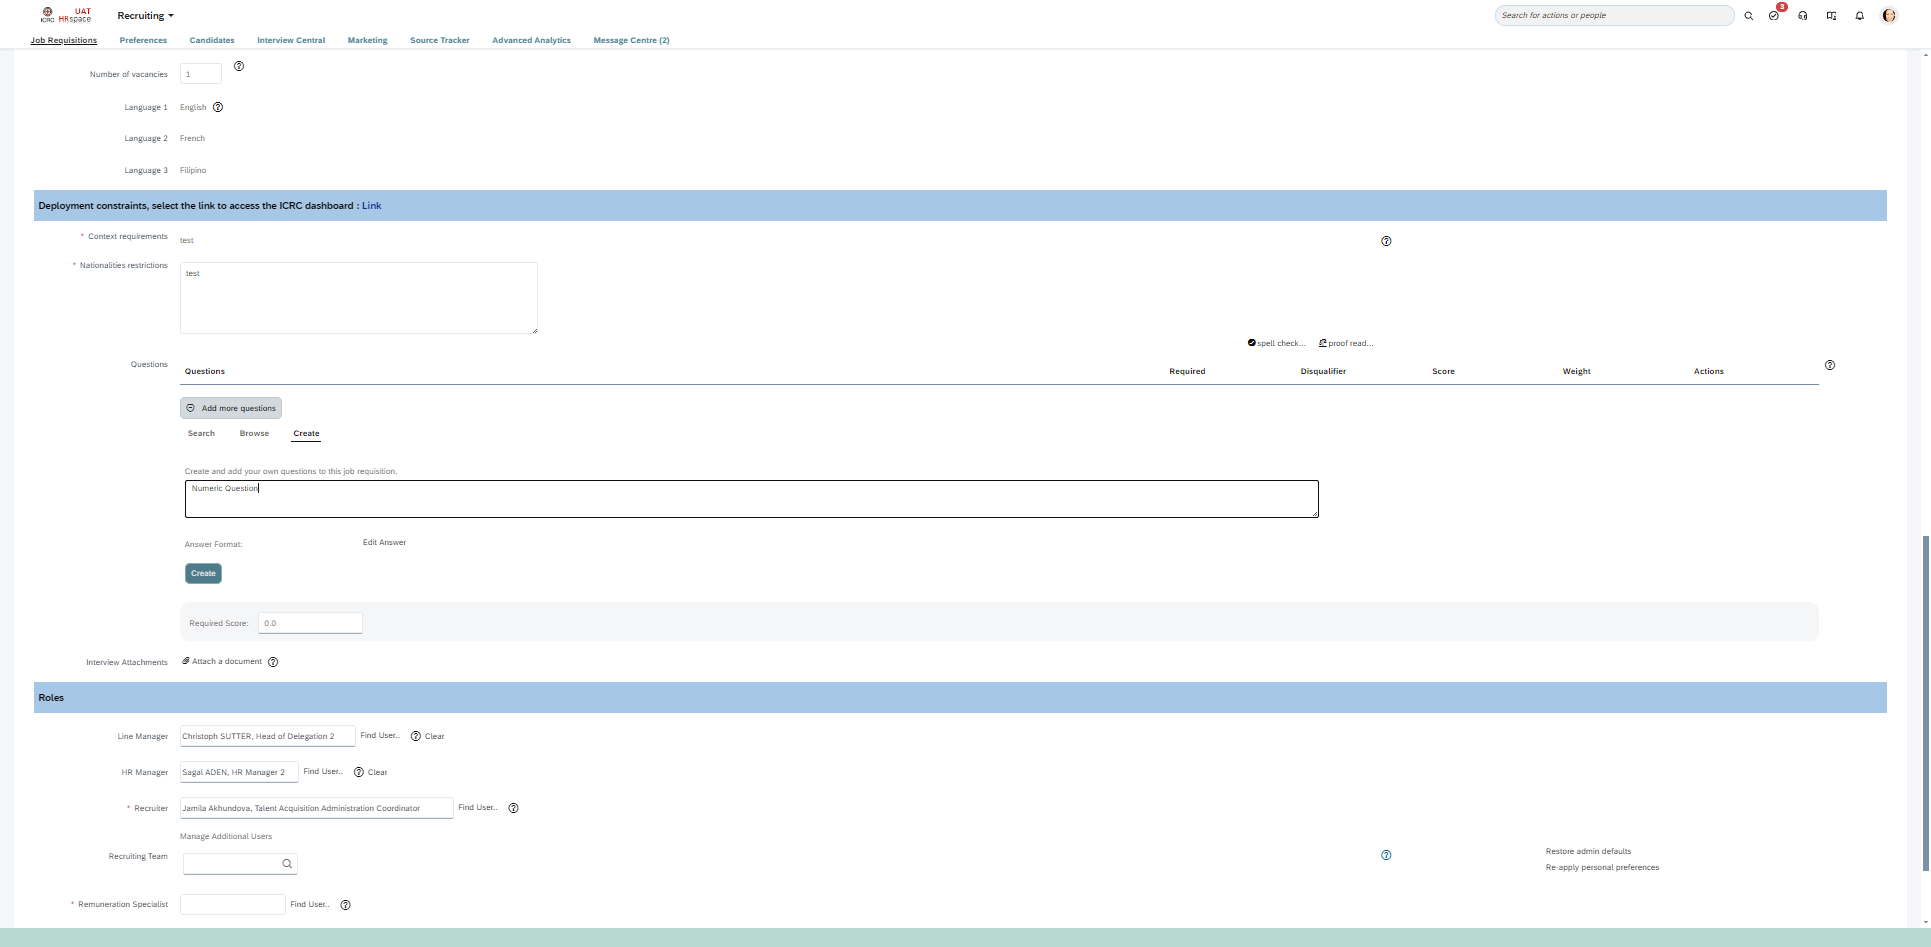 UAT
ICRC HRspace
Recruiting
Search for actions or people
3
Job Requisitions Preferences Candidates Interview Central Marketing Source Tracker Advanced Analytics Message Centre (2)
Number of vacancies 1
Language 1 English
Language 2 French
Language 3 Filipino
Deployment constraints, select the link to access the ICRC dashboard : Link
* Context requirements test
* Nationalities restrictions test
spell check... proof read...
Questions
Questions Required Disqualifier Score Weight Actions
Add more questions
Search Browse Create
Create and add your own questions to this job requisition.
Numeric Question
Answer Format: Edit Answer
Create
Required Score: 0.0
Interview Attachments Attach a document
Roles
Line Manager Christoph SUTTER, Head of Delegation 2 Find User.. Clear
HR Manager Sagal ADEN, HR Manager 2 Find User.. Clear
* Recruiter Jamila Akhundova, Talent Acquisition Administration Coordinator Find User..
Manage Additional Users
Recruiting Team
Restore admin defaults
Re-apply personal preferences
* Remuneration Specialist Find User..